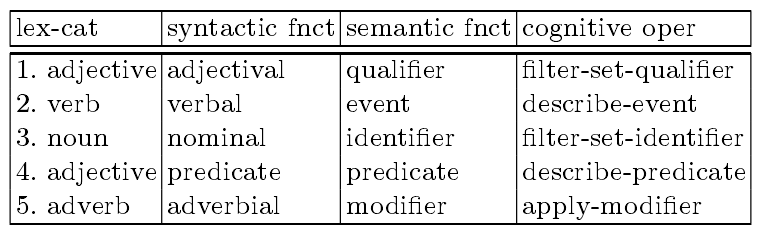 lex-cat syntactic fnct semantic fnct cognitive oper
1. adjective adjectival qualifier filter-set-qualifier
2. verb verbal event describe-event
3. noun nominal identifier filter-set-identifier
4. adjective predicate predicate describe-predicate
5. adverb adverbial modifier apply-modifier